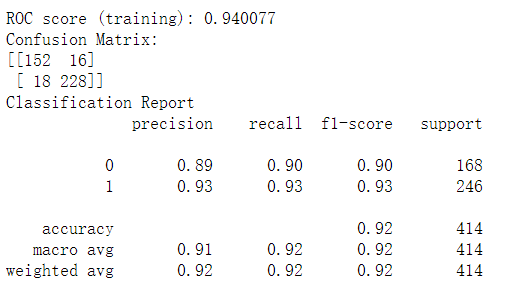 ROC score (training): 0.940077
Confusion Matrix:
[[152  16]
 [ 18 228]]
Classification Report
              precision    recall  f1-score   support

           0       0.89      0.90      0.90       168
           1       0.93      0.93      0.93       246

    accuracy                           0.92       414
   macro avg       0.91      0.92      0.92       414
weighted avg       0.92      0.92      0.92       414